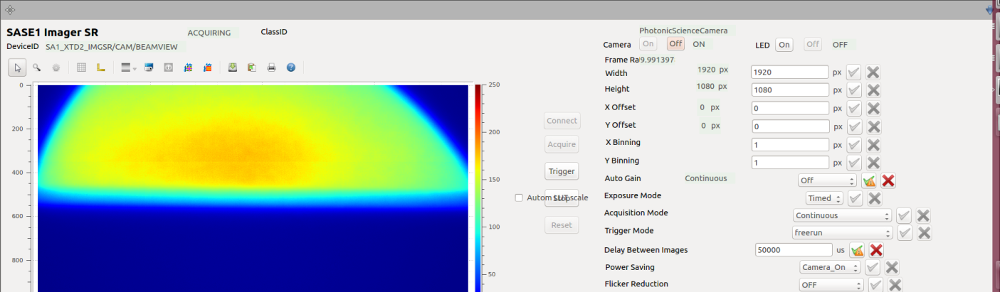 SASE1 Imager SR
ACQUIRING
ClassID
DeviceID SA1_XTD2_IMGSR/CAM/BEAMVIEW
PhotonicScienceCamera
Camera On Off ON
LED On Off OFF
Frame Ra 9.991397
Width 1920 px 1920 px
Height 1080 px 1080 px
X Offset 0 px 0 px
Y Offset 0 px 0 px
X Binning 1 px
Y Binning 1 px
Auto Gain Continuous Off
Exposure Mode Timed
Acquisition Mode Continuous
Trigger Mode freerun
Delay Between Images 50000 us
Power Saving Camera_On
Flicker Reduction OFF
Connect
Acquire
Trigger
Stop
Autom LUT scale
Reset
0
200
400
600
800
250
200
150
100
50